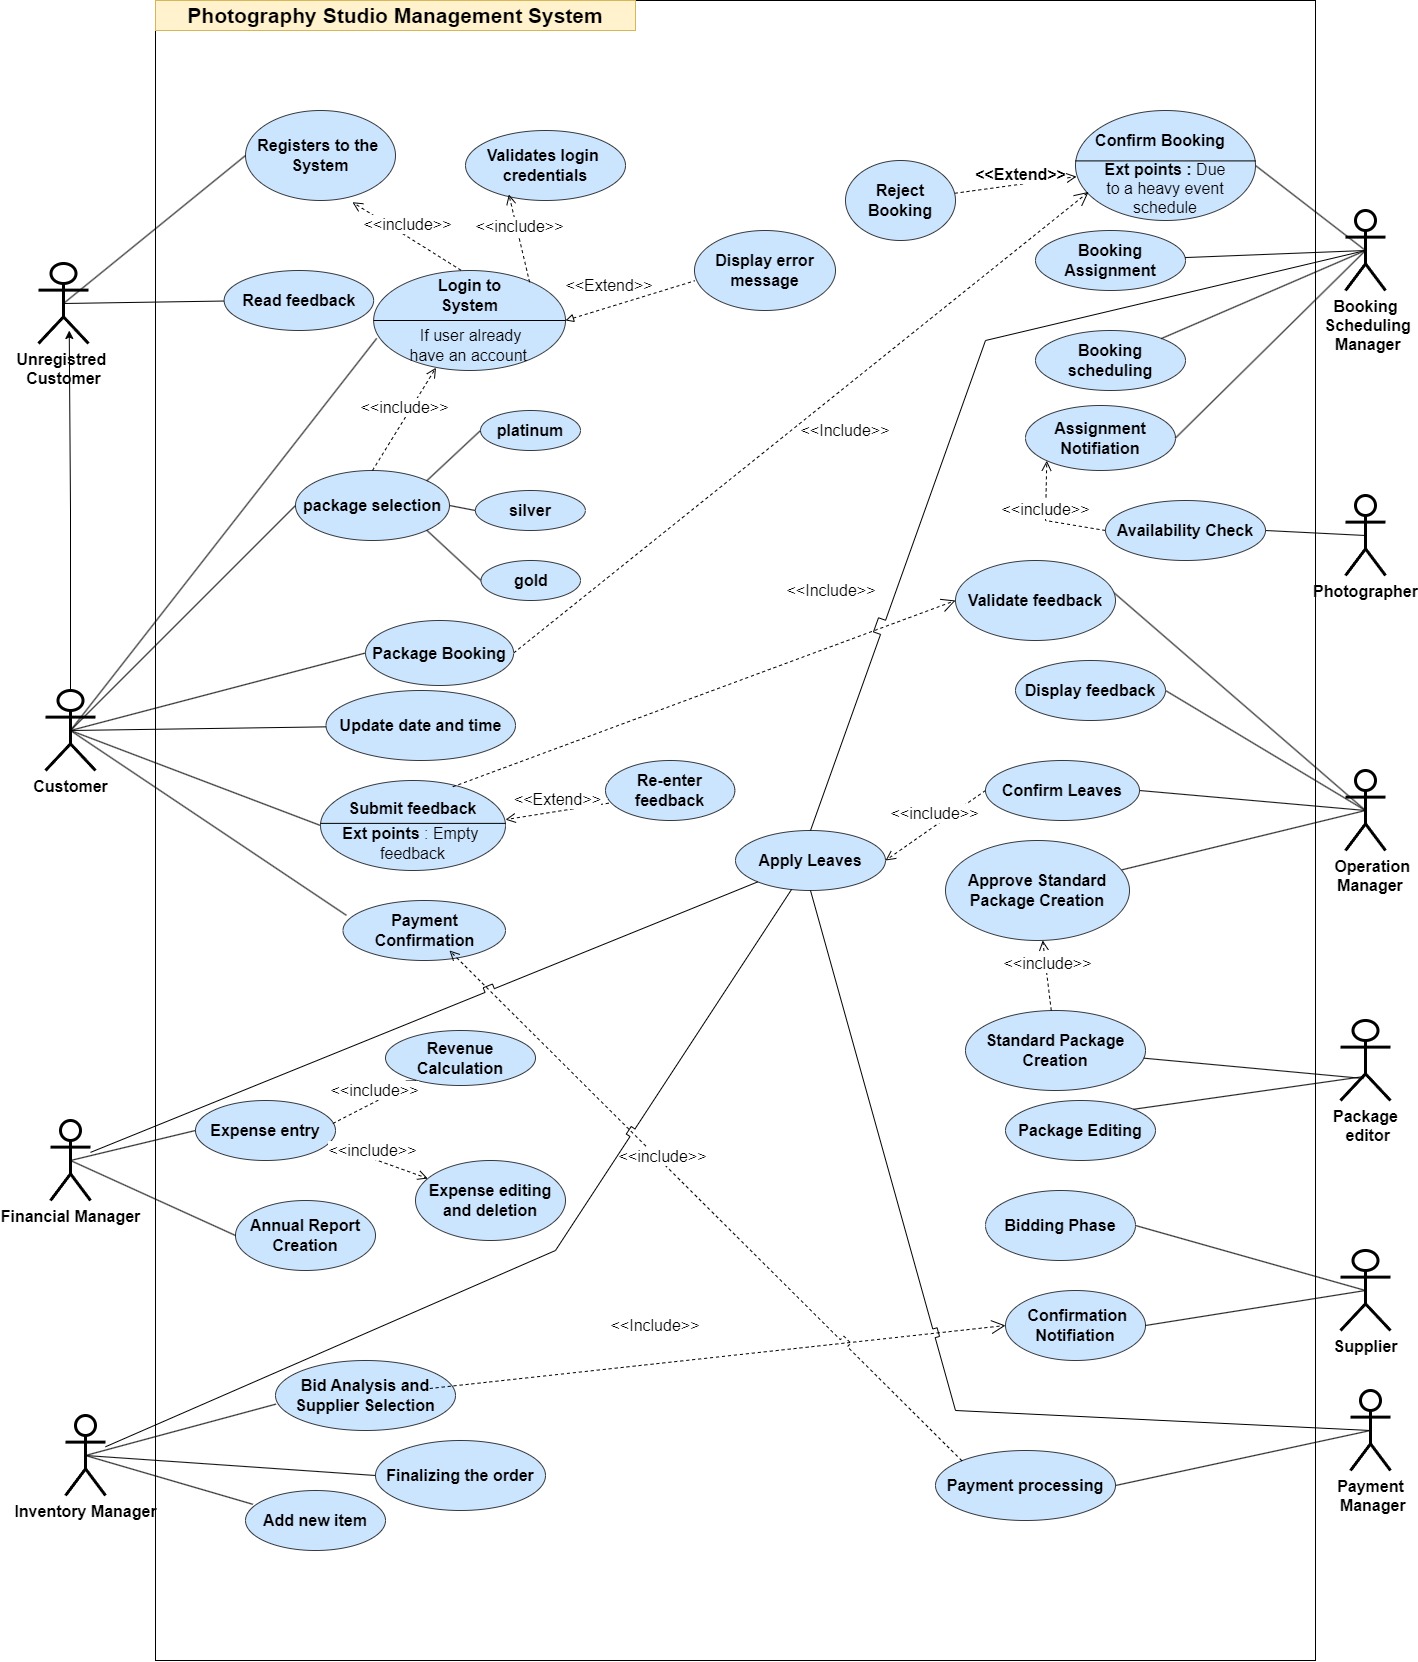 Photography Studio Management System
Registers to the
System
Validates login
credentials
<<include>>
<<include>>
Read feedback
Login to
System
If user already
have an account
<<Extend>>
Display error
message
Reject
Booking
<<Extend>>
Confirm Booking
Ext points : Due
to a heavy event
schedule
Booking
Assignment
Booking
scheduling
Assignment
Notifiation
<<include>>
Availability Check
Unregistred
Customer
Booking
Scheduling
Manager
Photographer
<<include>>
platinum
package selection
silver
gold
<<Include>>
<<Include>>
Validate feedback
Package Booking
Display feedback
Update date and time
Customer
Submit feedback
Ext points : Empty
feedback
<<Extend>>
Re-enter
feedback
Confirm Leaves
<<include>>
Apply Leaves
Approve Standard
Package Creation
Operation
Manager
Payment
Confirmation
<<include>>
Standard Package
Creation
Package Editing
Package
editor
Revenue
Calculation
<<include>>
Expense entry
<<include>>
Expense editing
and deletion
<<include>>
Annual Report
Creation
Financial Manager
Bidding Phase
Confirmation
Notifiation
Supplier
<<Include>>
Bid Analysis and
Supplier Selection
Finalizing the order
Add new item
Inventory Manager
Payment processing
Payment
Manager